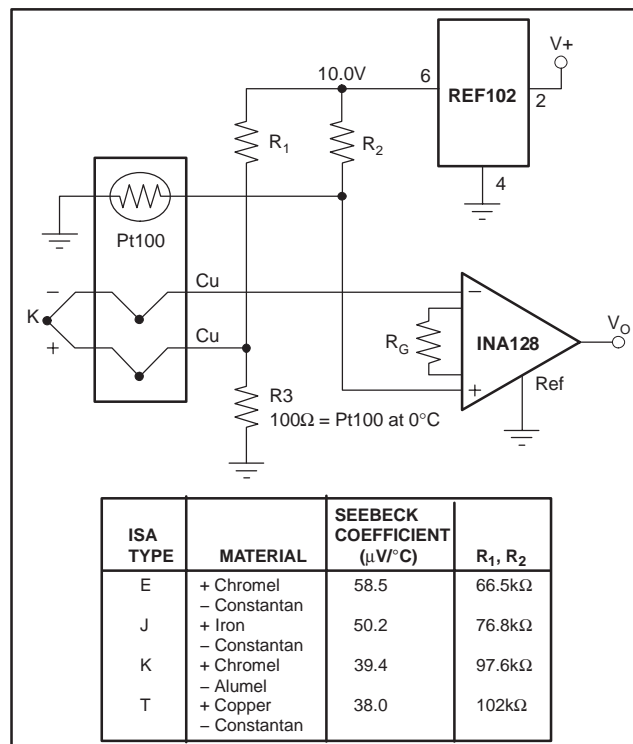 V+
10.0V
6
REF102
2
R1
R2
4
Pt100
Cu
−
K
Cu
+
−
RG
INA128
VO
+
Ref
R3
100Ω = Pt100 at 0°C
ISA TYPE
MATERIAL
SEEBECK COEFFICIENT (μV/°C)
R1, R2
E
+ Chromel
− Constantan
58.5
66.5kΩ
J
+ Iron
− Constantan
50.2
76.8kΩ
K
+ Chromel
− Alumel
39.4
97.6kΩ
T
+ Copper
− Constantan
38.0
102kΩ